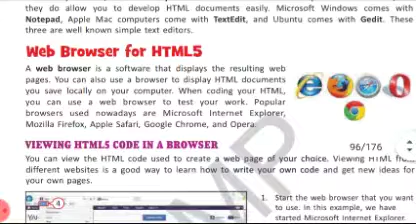 they do allow you to develop HTML documents easily. Microsoft Windows comes with
Notepad, Apple Mac computers come with TextEdit, and Ubuntu comes with Gedit. These
three are well known simple text editors.
Web Browser for HTML5
A web browser is a software that displays the resulting web
pages. You can also use a browser to display HTML documents
you save locally on your computer. When coding your HTML,
you can use a web browser to test your work. Popular
browsers used nowadays are Microsoft Internet Explorer,
Mozilla Firefox, Apple Safari, Google Chrome, and Opera.
96/176
VIEWING HTML5 CODE IN A BROWSER
You can view the HTML code used to create a web page of your choice. Viewing HTML
different websites is a good way to learn how to write your own code and get new ideas for
your own pages.
4
You
1. Start the web browser that you want
to use. In this example, we have
started Microsoft Internet Explorer.